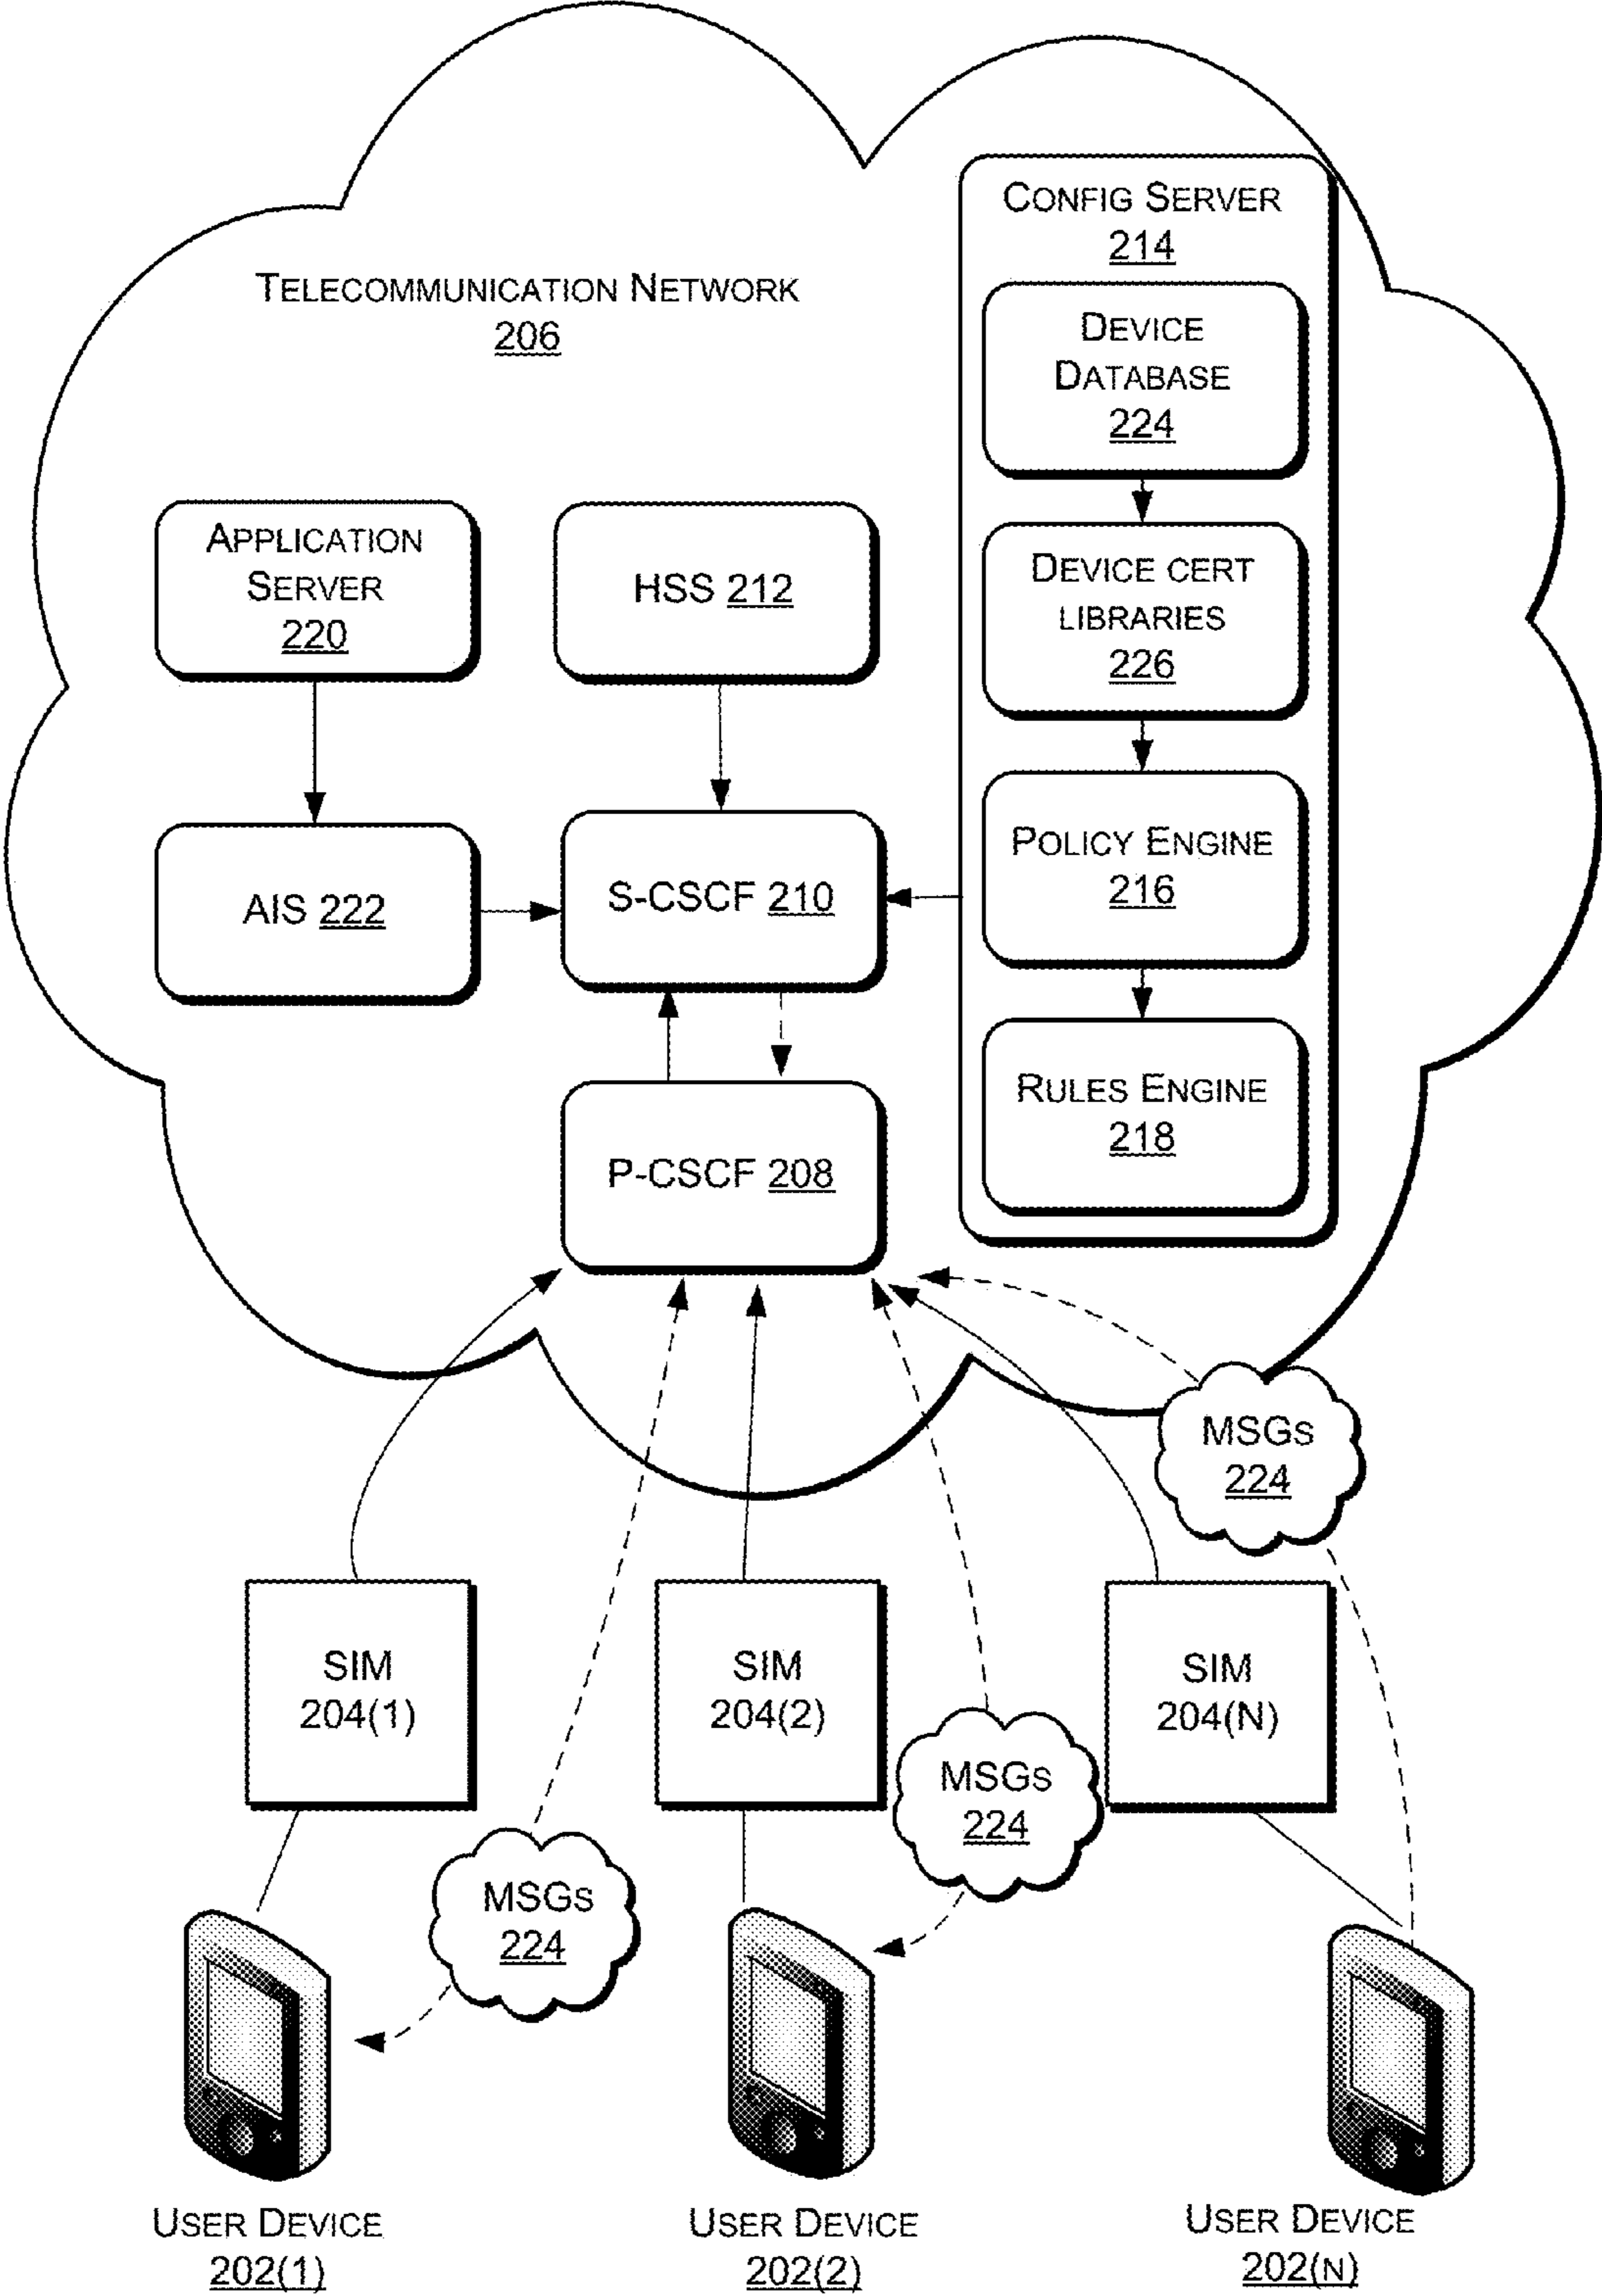 Config Server
214
Telecommunication Network
206
Device
Database
224
Application
Server
220
HSS 212
Device cert
libraries
226
Policy Engine
216
AIS 222
S-CSCF 210
Rules Engine
218
P-CSCF 208
MSGs
224
SIM
204(1)
SIM
204(2)
SIM
204(N)
MSGs
224
MSGs
224
User Device
202(1)
User Device
202(2)
User Device
202(N)